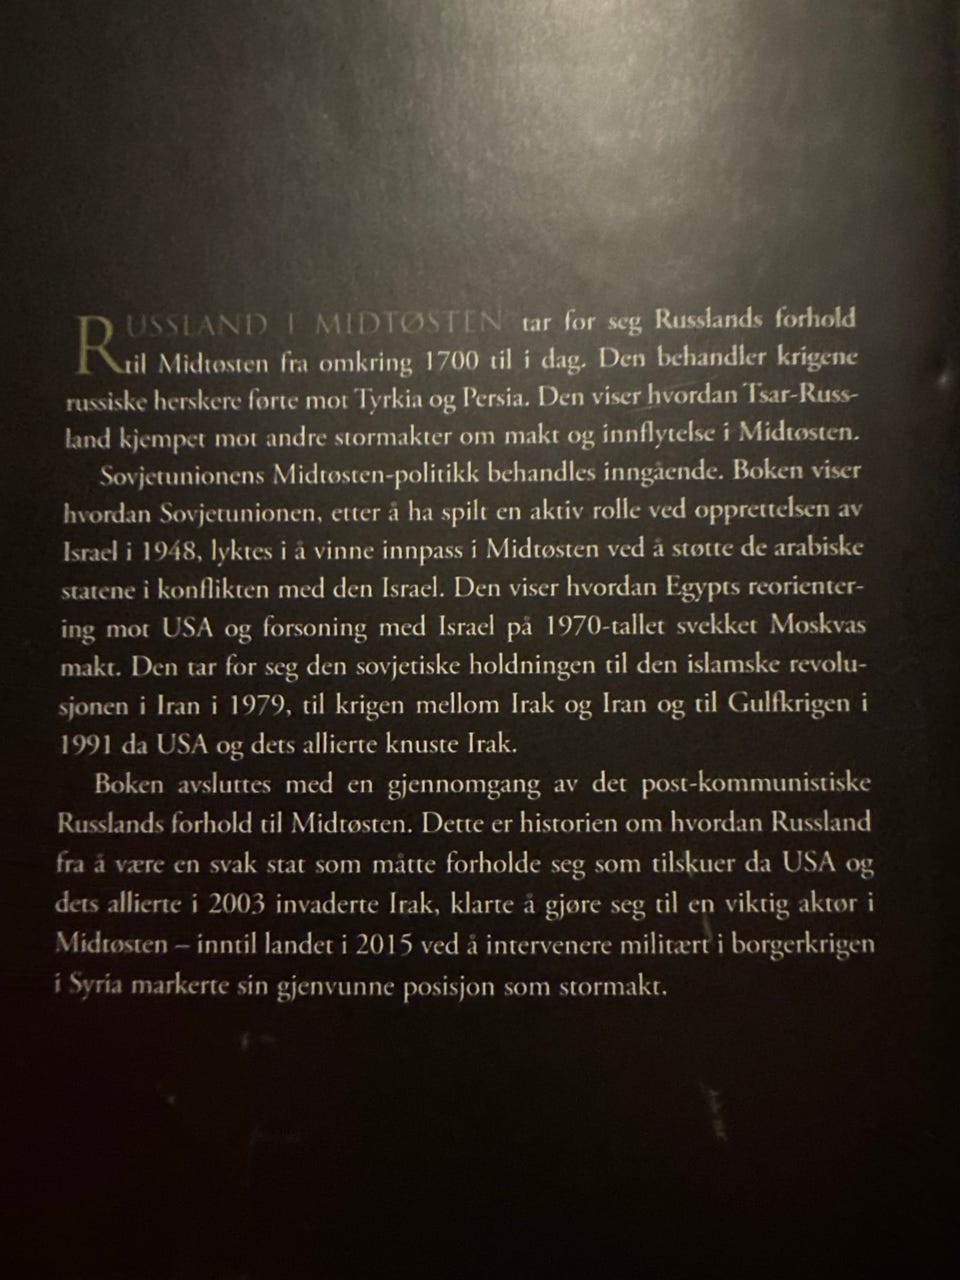 RUSSLAND I MIDTØSTEN tar for seg Russlands forhold
til Midtøsten fra omkring 1700 til i dag. Den behandler krigene
russiske herskere førte mot Tyrkia og Persia. Den viser hvordan Tsar-Russ-
land kjempet mot andre stormakter om makt og innflytelse i Midtøsten.
Sovjetunionens Midtøsten-politikk behandles inngående. Boken viser
hvordan Sovjetunionen, etter å ha spilt en aktiv rolle ved opprettelsen av
Israel i 1948, lyktes i å vinne innpass i Midtøsten ved å støtte de arabiske
statene i konflikten med den Israel. Den viser hvordan Egypts reorienter-
ing mot USA og forsoning med Israel på 1970-tallet svekket Moskvas
makt. Den tar for seg den sovjetiske holdningen til den islamske revolu-
sjonen i Iran i 1979, til krigen mellom Irak og Iran og til Gulfkrigen i
1991 da USA og dets allierte knuste Irak.
Boken avsluttes med en gjennomgang av det post-kommunistiske
Russlands forhold til Midtøsten. Dette er historien om hvordan Russland
fra å være en svak stat som måtte forholde seg som tilskuer da USA og
dets allierte i 2003 invaderte Irak, klarte å gjøre seg til en viktig aktør i
Midtøsten – inntil landet i 2015 ved å intervenere militært i borgerkrigen
i Syria markerte sin gjenvunne posisjon som stormakt.